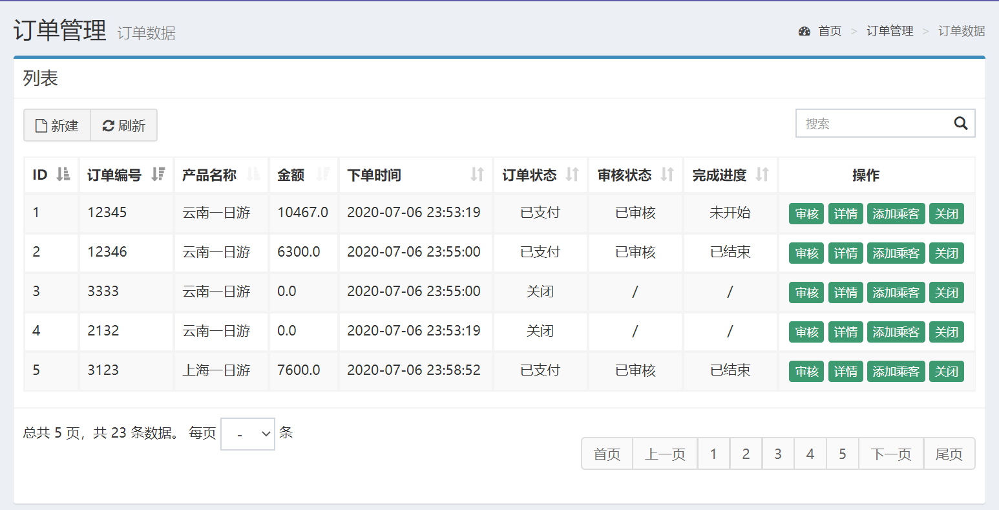 订单管理 订单数据
首页 > 订单管理 > 订单数据
列表
新建 刷新
搜索
ID 订单编号 产品名称 金额 下单时间 订单状态 审核状态 完成进度 操作
1 12345 云南一日游 10467.0 2020-07-06 23:53:19 已支付 已审核 未开始 审核 详情 添加乘客 关闭
2 12346 云南一日游 6300.0 2020-07-06 23:55:00 已支付 已审核 已结束 审核 详情 添加乘客 关闭
3 3333 云南一日游 0.0 2020-07-06 23:55:00 关闭 / / 审核 详情 添加乘客 关闭
4 2132 云南一日游 0.0 2020-07-06 23:53:19 关闭 / / 审核 详情 添加乘客 关闭
5 3123 上海一日游 7600.0 2020-07-06 23:58:52 已支付 已审核 已结束 审核 详情 添加乘客 关闭
总共 5 页，共 23 条数据。 每页 - 条
首页 上一页 1 2 3 4 5 下一页 尾页